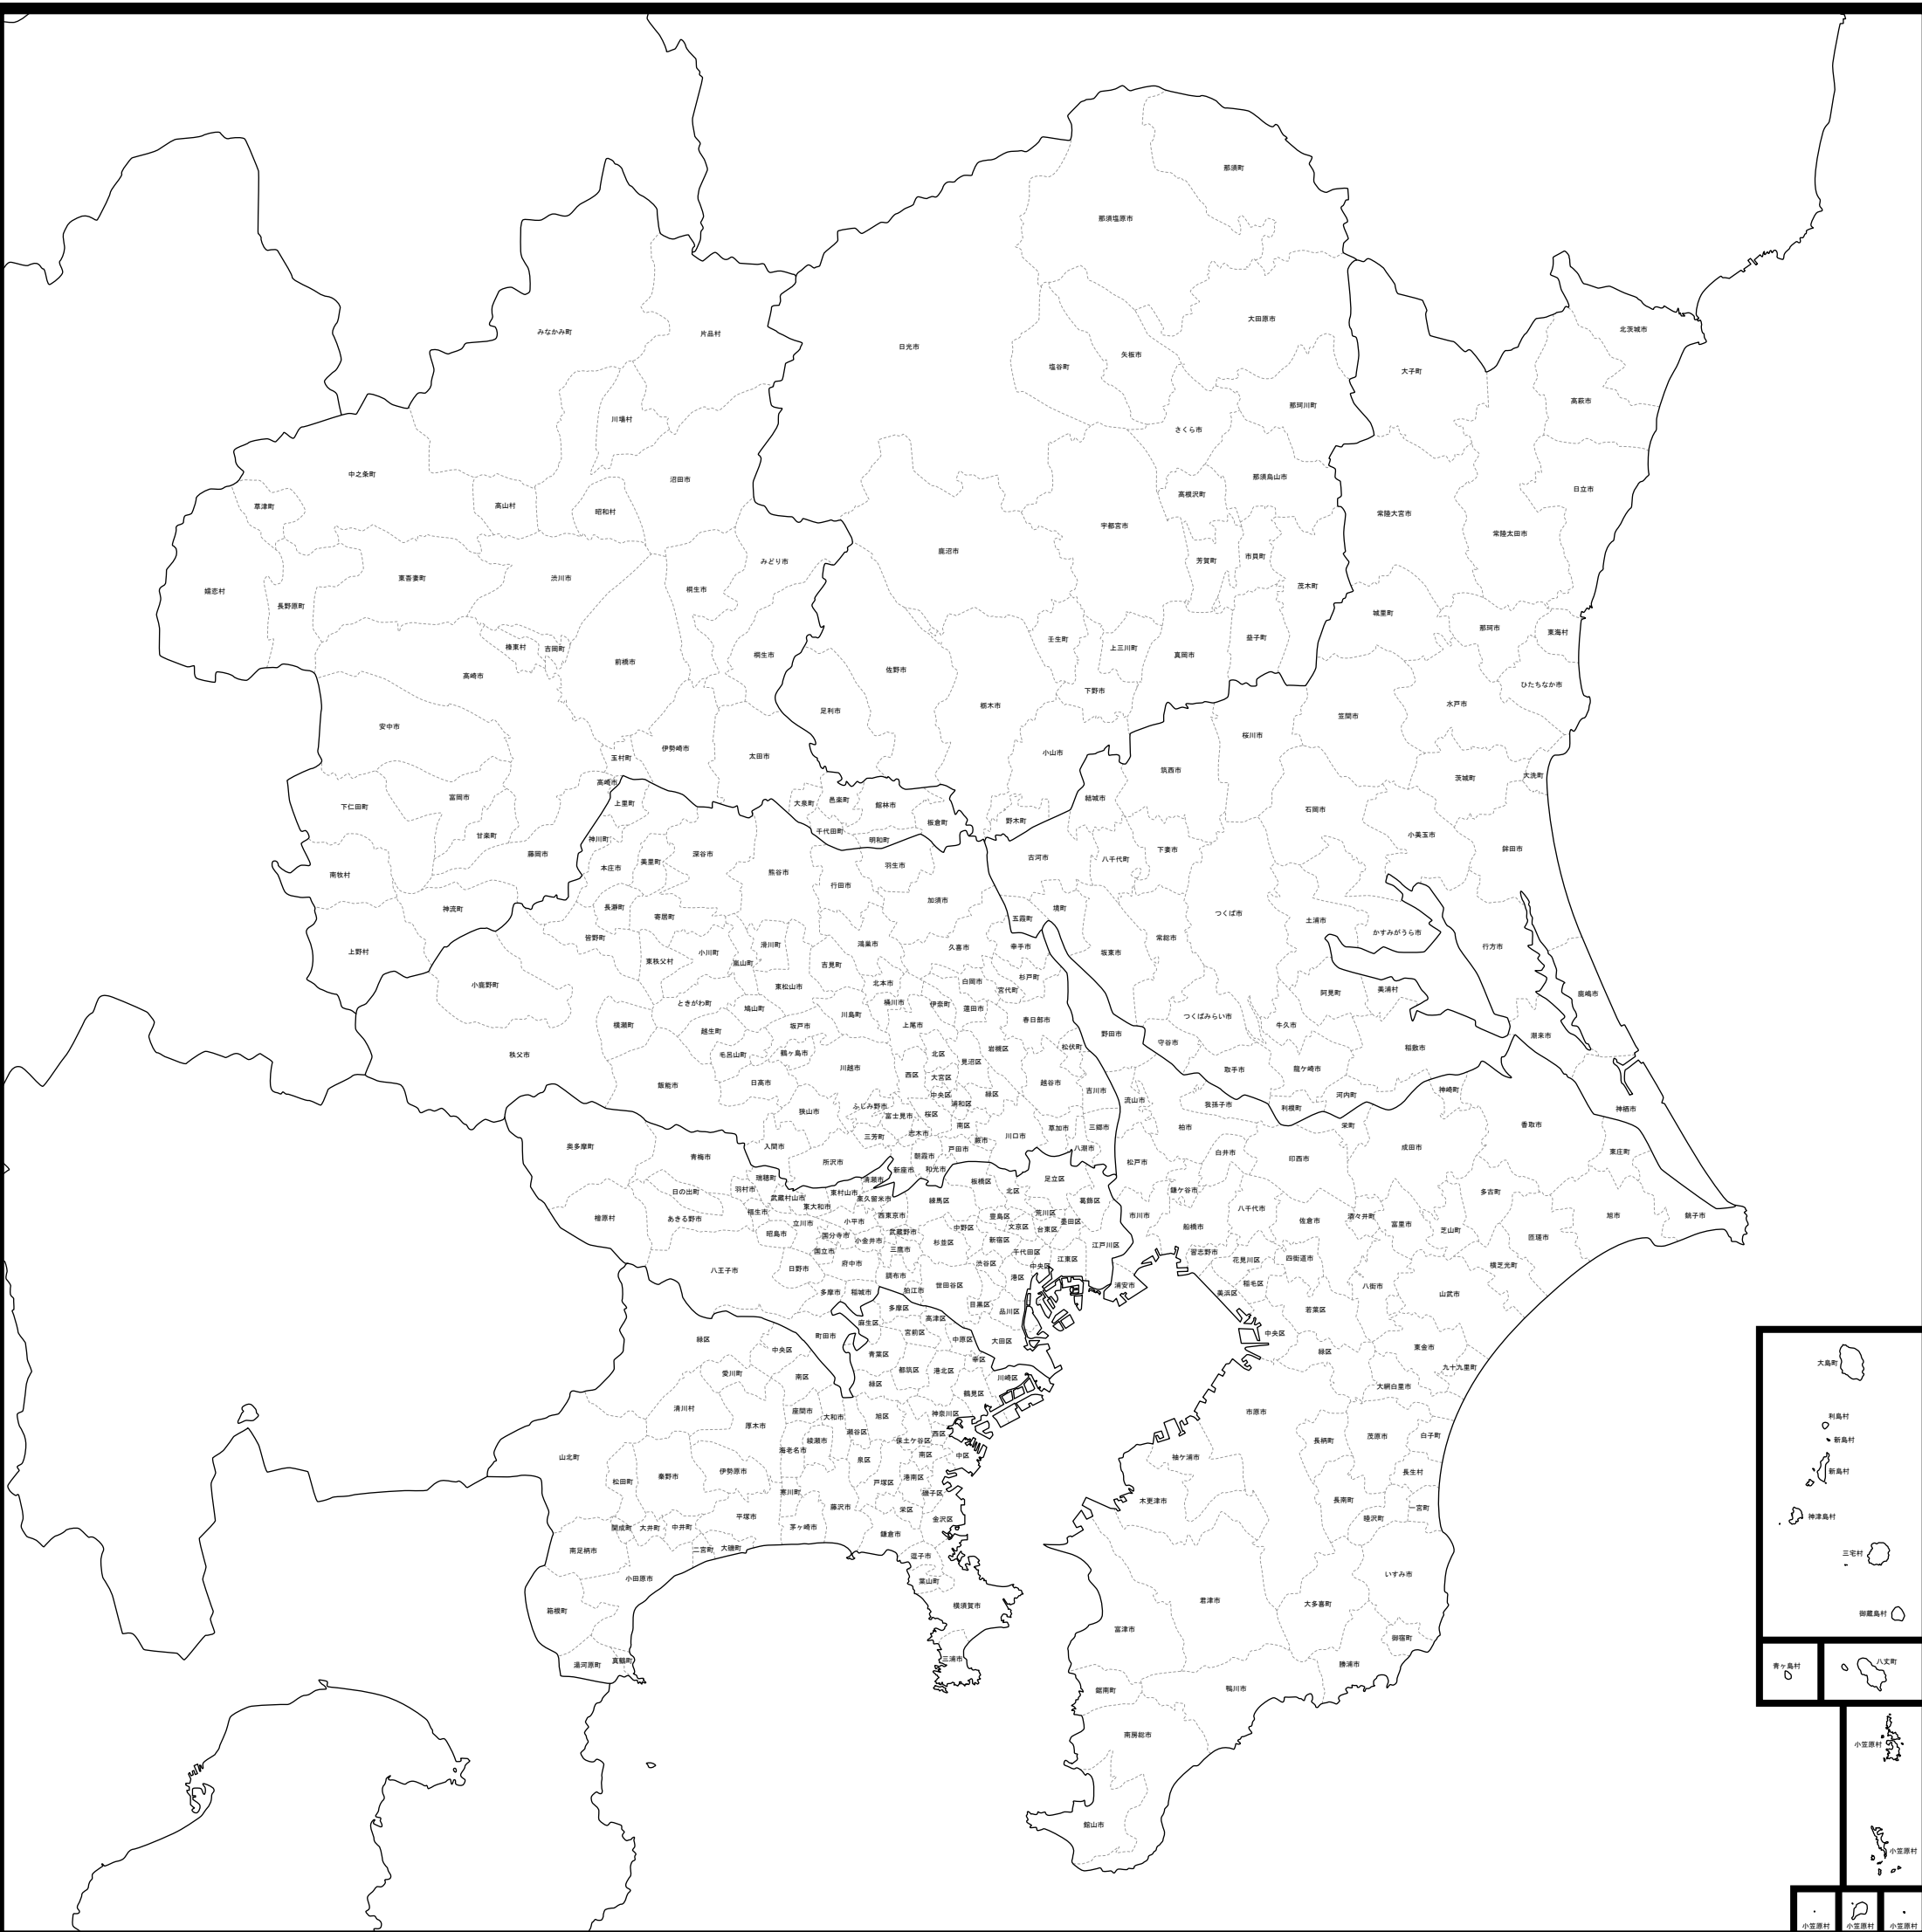 那須町
那須塩原市
大田原市
北茨城市
みなかみ町
片品村
日光市
矢板市
塩谷町
大子町
高萩市
那珂川町
川場村
さくら市
中之条町
沼田市
那須烏山市
日立市
高根沢町
草津町
高山村
昭和村
常陸大宮市
宇都宮市
常陸太田市
鹿沼市
市貝町
芳賀町
みどり市
東吾妻町
渋川市
茂木町
桐生市
嬬恋村
長野原町
城里町
那珂市
東海村
壬生町
益子町
榛東村
吉岡町
上三川町
前橋市
桐生市
真岡市
佐野市
高崎市
ひたちなか市
下野市
栃木市
水戸市
足利市
笠間市
安中市
桜川市
伊勢崎市
小山市
玉村町
太田市
筑西市
大洗町
茨城町
高崎市
富岡市
結城市
上里町
大泉町
邑楽町
館林市
下仁田町
石岡市
野木町
板倉町
千代田町
甘楽町
小美玉市
神川町
明和町
鉾田市
下妻市
藤岡市
深谷市
古河市
八千代町
美里町
羽生市
本庄市
熊谷市
南牧村
行田市
加須市
長瀞町
境町
神流町
つくば市
寄居町
五霞町
土浦市
かすみがうら市
皆野町
常総市
滑川町
鴻巣市
久喜市
幸手市
行方市
上野村
小川町
坂東市
東秩父村
嵐山町
吉見町
杉戸町
小鹿野町
北本市
白岡市
東松山市
宮代町
美浦村
阿見町
鹿嶋市
ときがわ町
桶川市
伊奈町
鳩山町
蓮田市
川島町
つくばみらい市
春日部市
横瀬町
坂戸市
上尾市
牛久市
越生町
野田市
潮来市
守谷市
松伏町
稲敷市
岩槻区
鶴ヶ島市
北区
秩父市
毛呂山町
見沼区
川越市
龍ケ崎市
取手市
西区
大宮区
日高市
越谷市
飯能市
吉川市
神崎町
中央区
緑区
河内町
流山市
浦和区
我孫子市
利根町
ふじみ野市
神栖市
狭山市
富士見市
桜区
香取市
南区
柏市
栄町
草加市
三郷市
志木市
三芳町
川口市
蕨市
奥多摩町
入間市
戸田市
八潮市
成田市
白井市
東庄町
青梅市
朝霞市
印西市
所沢市
松戸市
新座市
和光市
瑞穂町
清瀬市
足立区
板橋区
羽村市
日の出町
東村山市
北区
鎌ケ谷市
多古町
武蔵村山市
東久留米市
練馬区
葛飾区
東大和市
八千代市
福生市
荒川区
檜原村
あきる野市
西東京市
豊島区
市川市
酒々井町
旭市
銚子市
立川市
小平市
墨田区
佐倉市
富里市
船橋市
文京区
中野区
台東区
芝山町
昭島市
国分寺市
武蔵野市
小金井市
杉並区
新宿区
匝瑳市
江戸川区
国立市
三鷹市
千代田区
習志野市
花見川区
四街道市
江東区
府中市
渋谷区
横芝光町
中央区
八王子市
日野市
調布市
港区
稲毛区
世田谷区
浦安市
八街市
狛江市
多摩市
稲城市
美浜区
山武市
目黒区
多摩区
品川区
若葉区
高津区
麻生区
宮前区
中央区
町田市
緑区
中原区
大田区
東金市
中央区
緑区
青葉区
幸区
大島町
九十九里町
都筑区
港北区
愛川町
南区
川崎区
緑区
大網白里市
鶴見区
清川村
座間市
神奈川区
市原市
大和市
旭区
利島村
厚木市
瀬谷区
西区
白子町
茂原市
長柄町
綾瀬市
保土ケ谷区
新島村
海老名市
南区
中区
山北町
泉区
袖ケ浦市
伊勢原市
長生村
新島村
秦野市
港南区
松田町
戸塚区
寒川町
磯子区
木更津市
長南町
藤沢市
栄区
一宮町
平塚市
金沢区
神津島村
睦沢町
開成町
大井町
中井町
茅ヶ崎市
鎌倉市
大磯町
二宮町
南足柄市
三宅村
逗子市
いすみ市
小田原市
葉山町
君津市
大多喜町
横須賀市
箱根町
御蔵島村
富津市
御宿町
三浦市
真鶴町
湯河原町
勝浦市
八丈町
青ヶ島村
鋸南町
鴨川市
南房総市
小笠原村
館山市
小笠原村
小笠原村
小笠原村
小笠原村